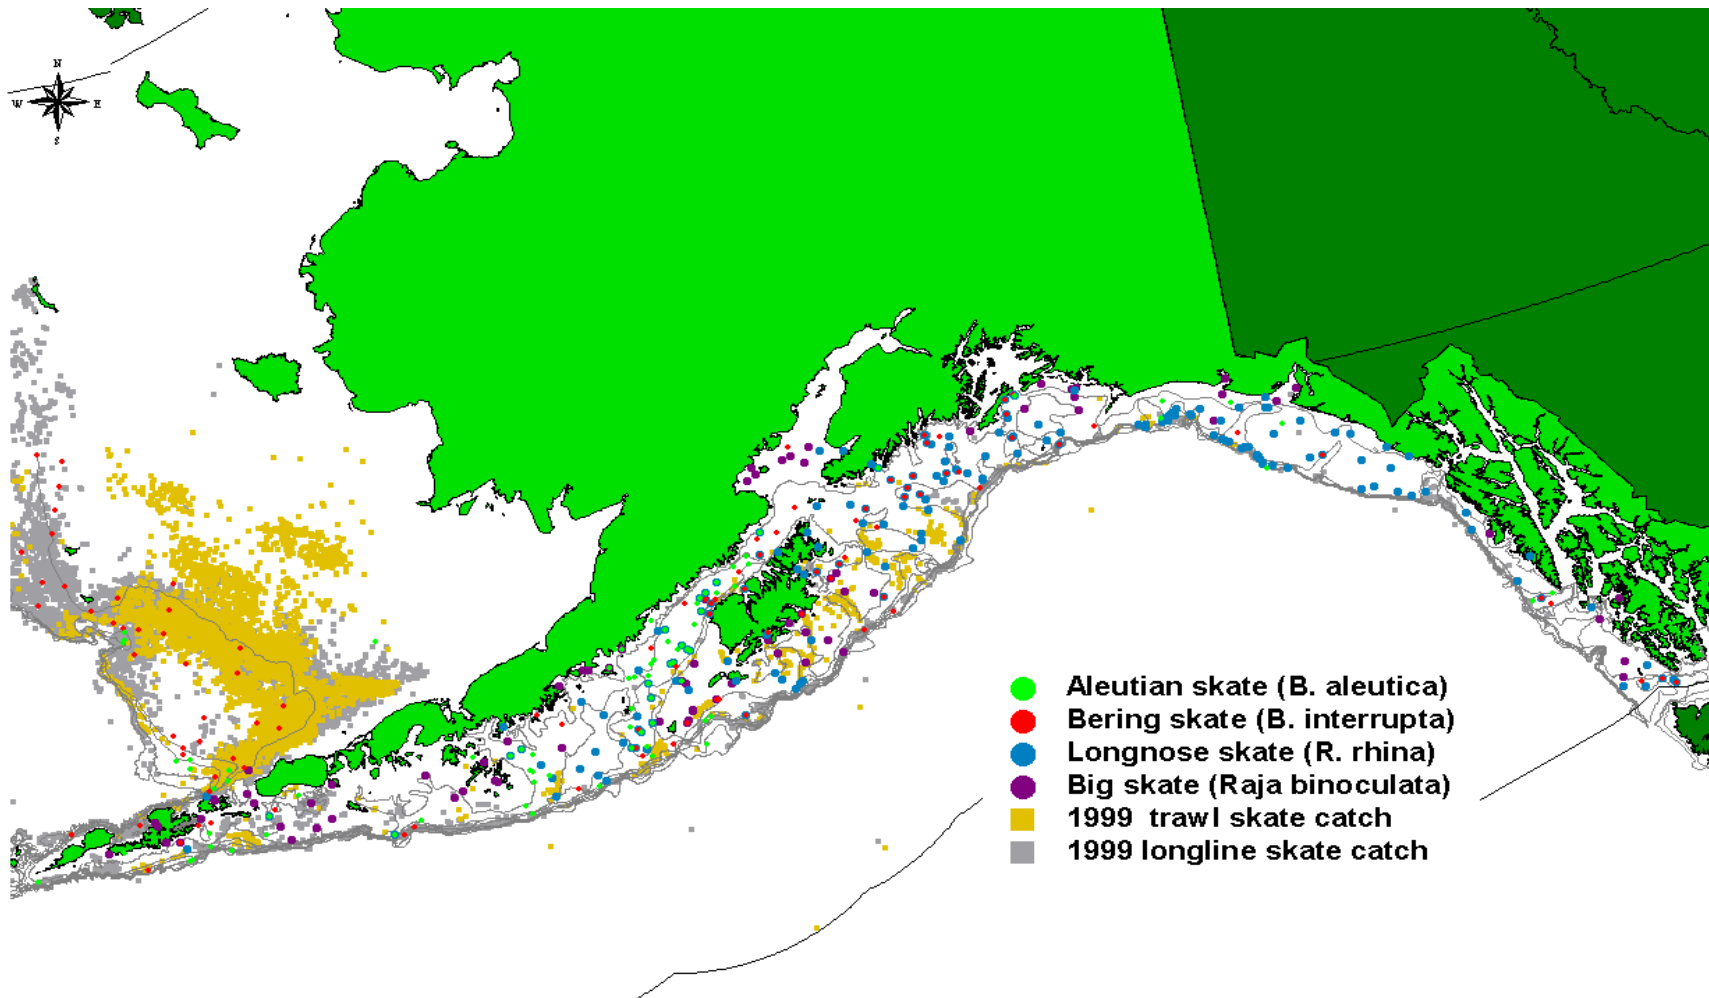 N
W E
S
Aleutian skate (B. aleutica)
Bering skate (B. interrupta)
Longnose skate (R. rhina)
Big skate (Raja binoculata)
1999 trawl skate catch
1999 longline skate catch